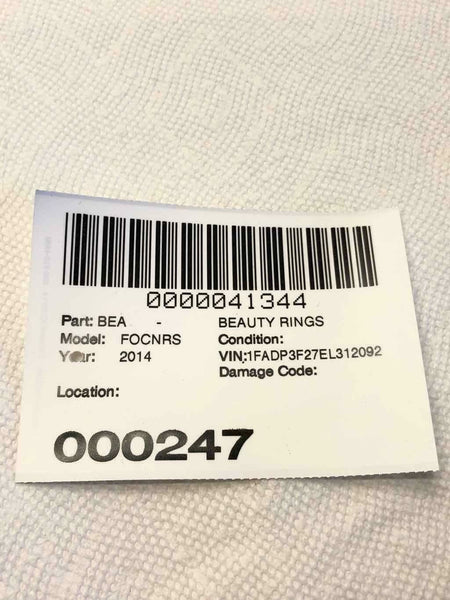 0000041344
Part: BEA - BEAUTY RINGS
Model: FOCNRS Condition:
Year: 2014 VIN:1FADP3F27EL312092
Damage Code:
Location:
000247